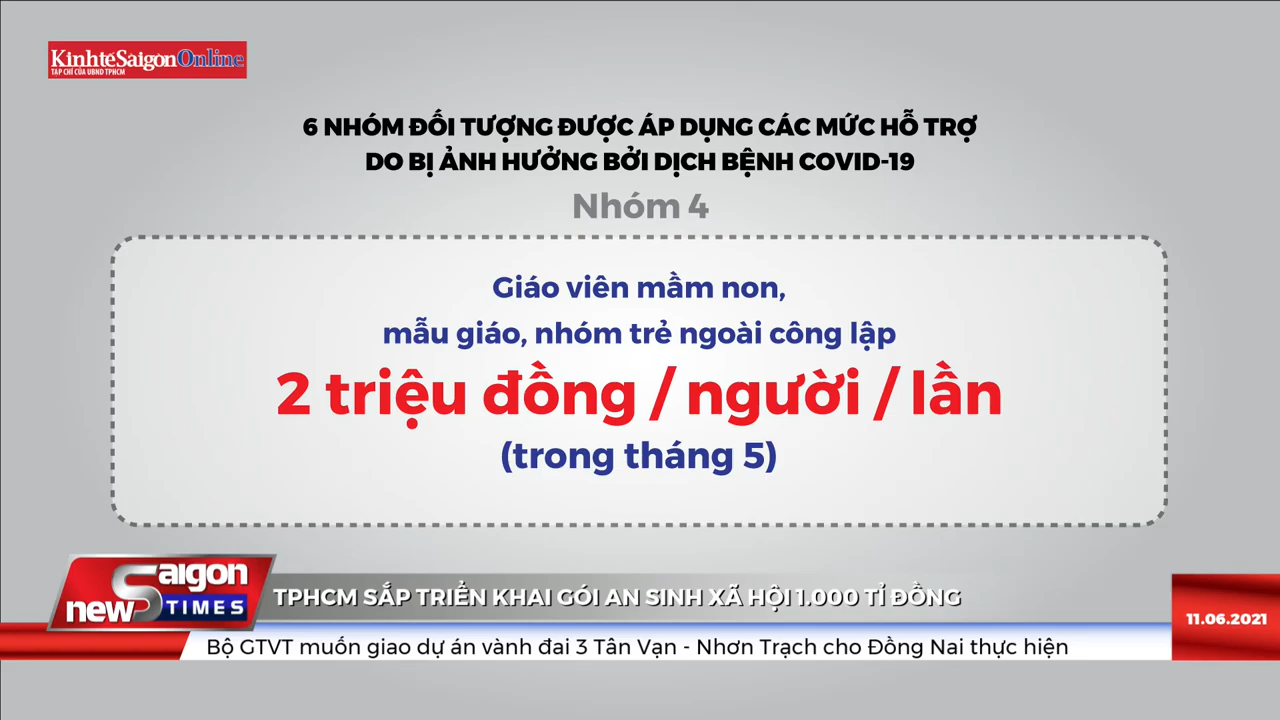 KinhtếSaigonOnline
TẠP CHÍ CỦA UBND TPHCM
6 NHÓM ĐỐI TƯỢNG ĐƯỢC ÁP DỤNG CÁC MỨC HỖ TRỢ
DO BỊ ẢNH HƯỞNG BỞI DỊCH BỆNH COVID-19
Nhóm 4
Giáo viên mầm non,
mẫu giáo, nhóm trẻ ngoài công lập
2 triệu đồng / người / lần
(trong tháng 5)
Saigon
newS TIMES
TPHCM SẮP TRIỂN KHAI GÓI AN SINH XÃ HỘI 1.000 TỈ ĐỒNG
11.06.2021
Bộ GTVT muốn giao dự án vành đai 3 Tân Vạn - Nhơn Trạch cho Đồng Nai thực hiện